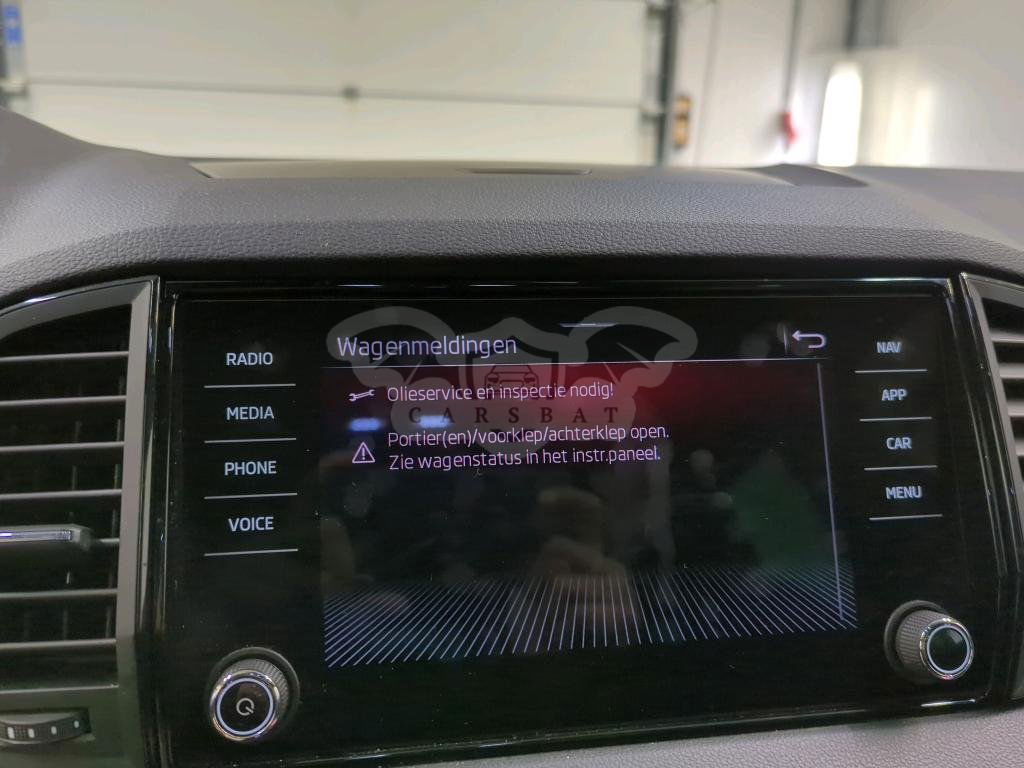 Wagenmeldingen
Olieservice en inspectie nodig!
CARSBAT
Portier(en)/voorklep/achterklep open.
Zie wagenstatus in het instr.paneel.
RADIO
MEDIA
PHONE
VOICE
NAV
APP
CAR
MENU